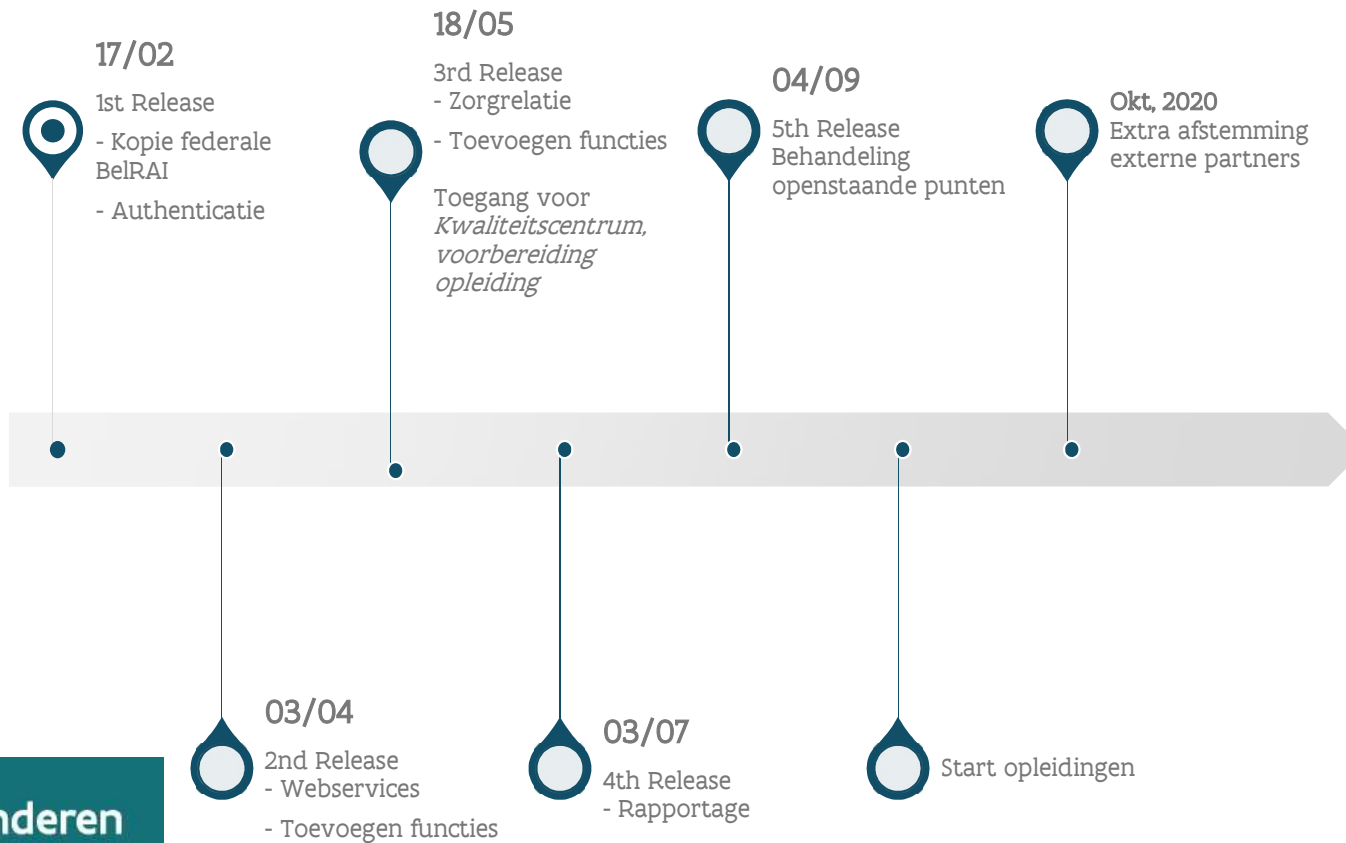 17/02
1st Release
- Kopie federale
BelRAI
- Authenticatie
18/05
3rd Release
- Zorgrelatie
- Toevoegen functies
Toegang voor
Kwaliteitscentrum,
voorbereiding
opleiding
04/09
5th Release
Behandeling
openstaande punten
Okt, 2020
Extra afstemming
externe partners
03/04
2nd Release
- Webservices
- Toevoegen functies
03/07
4th Release
- Rapportage
Start opleidingen
nderen